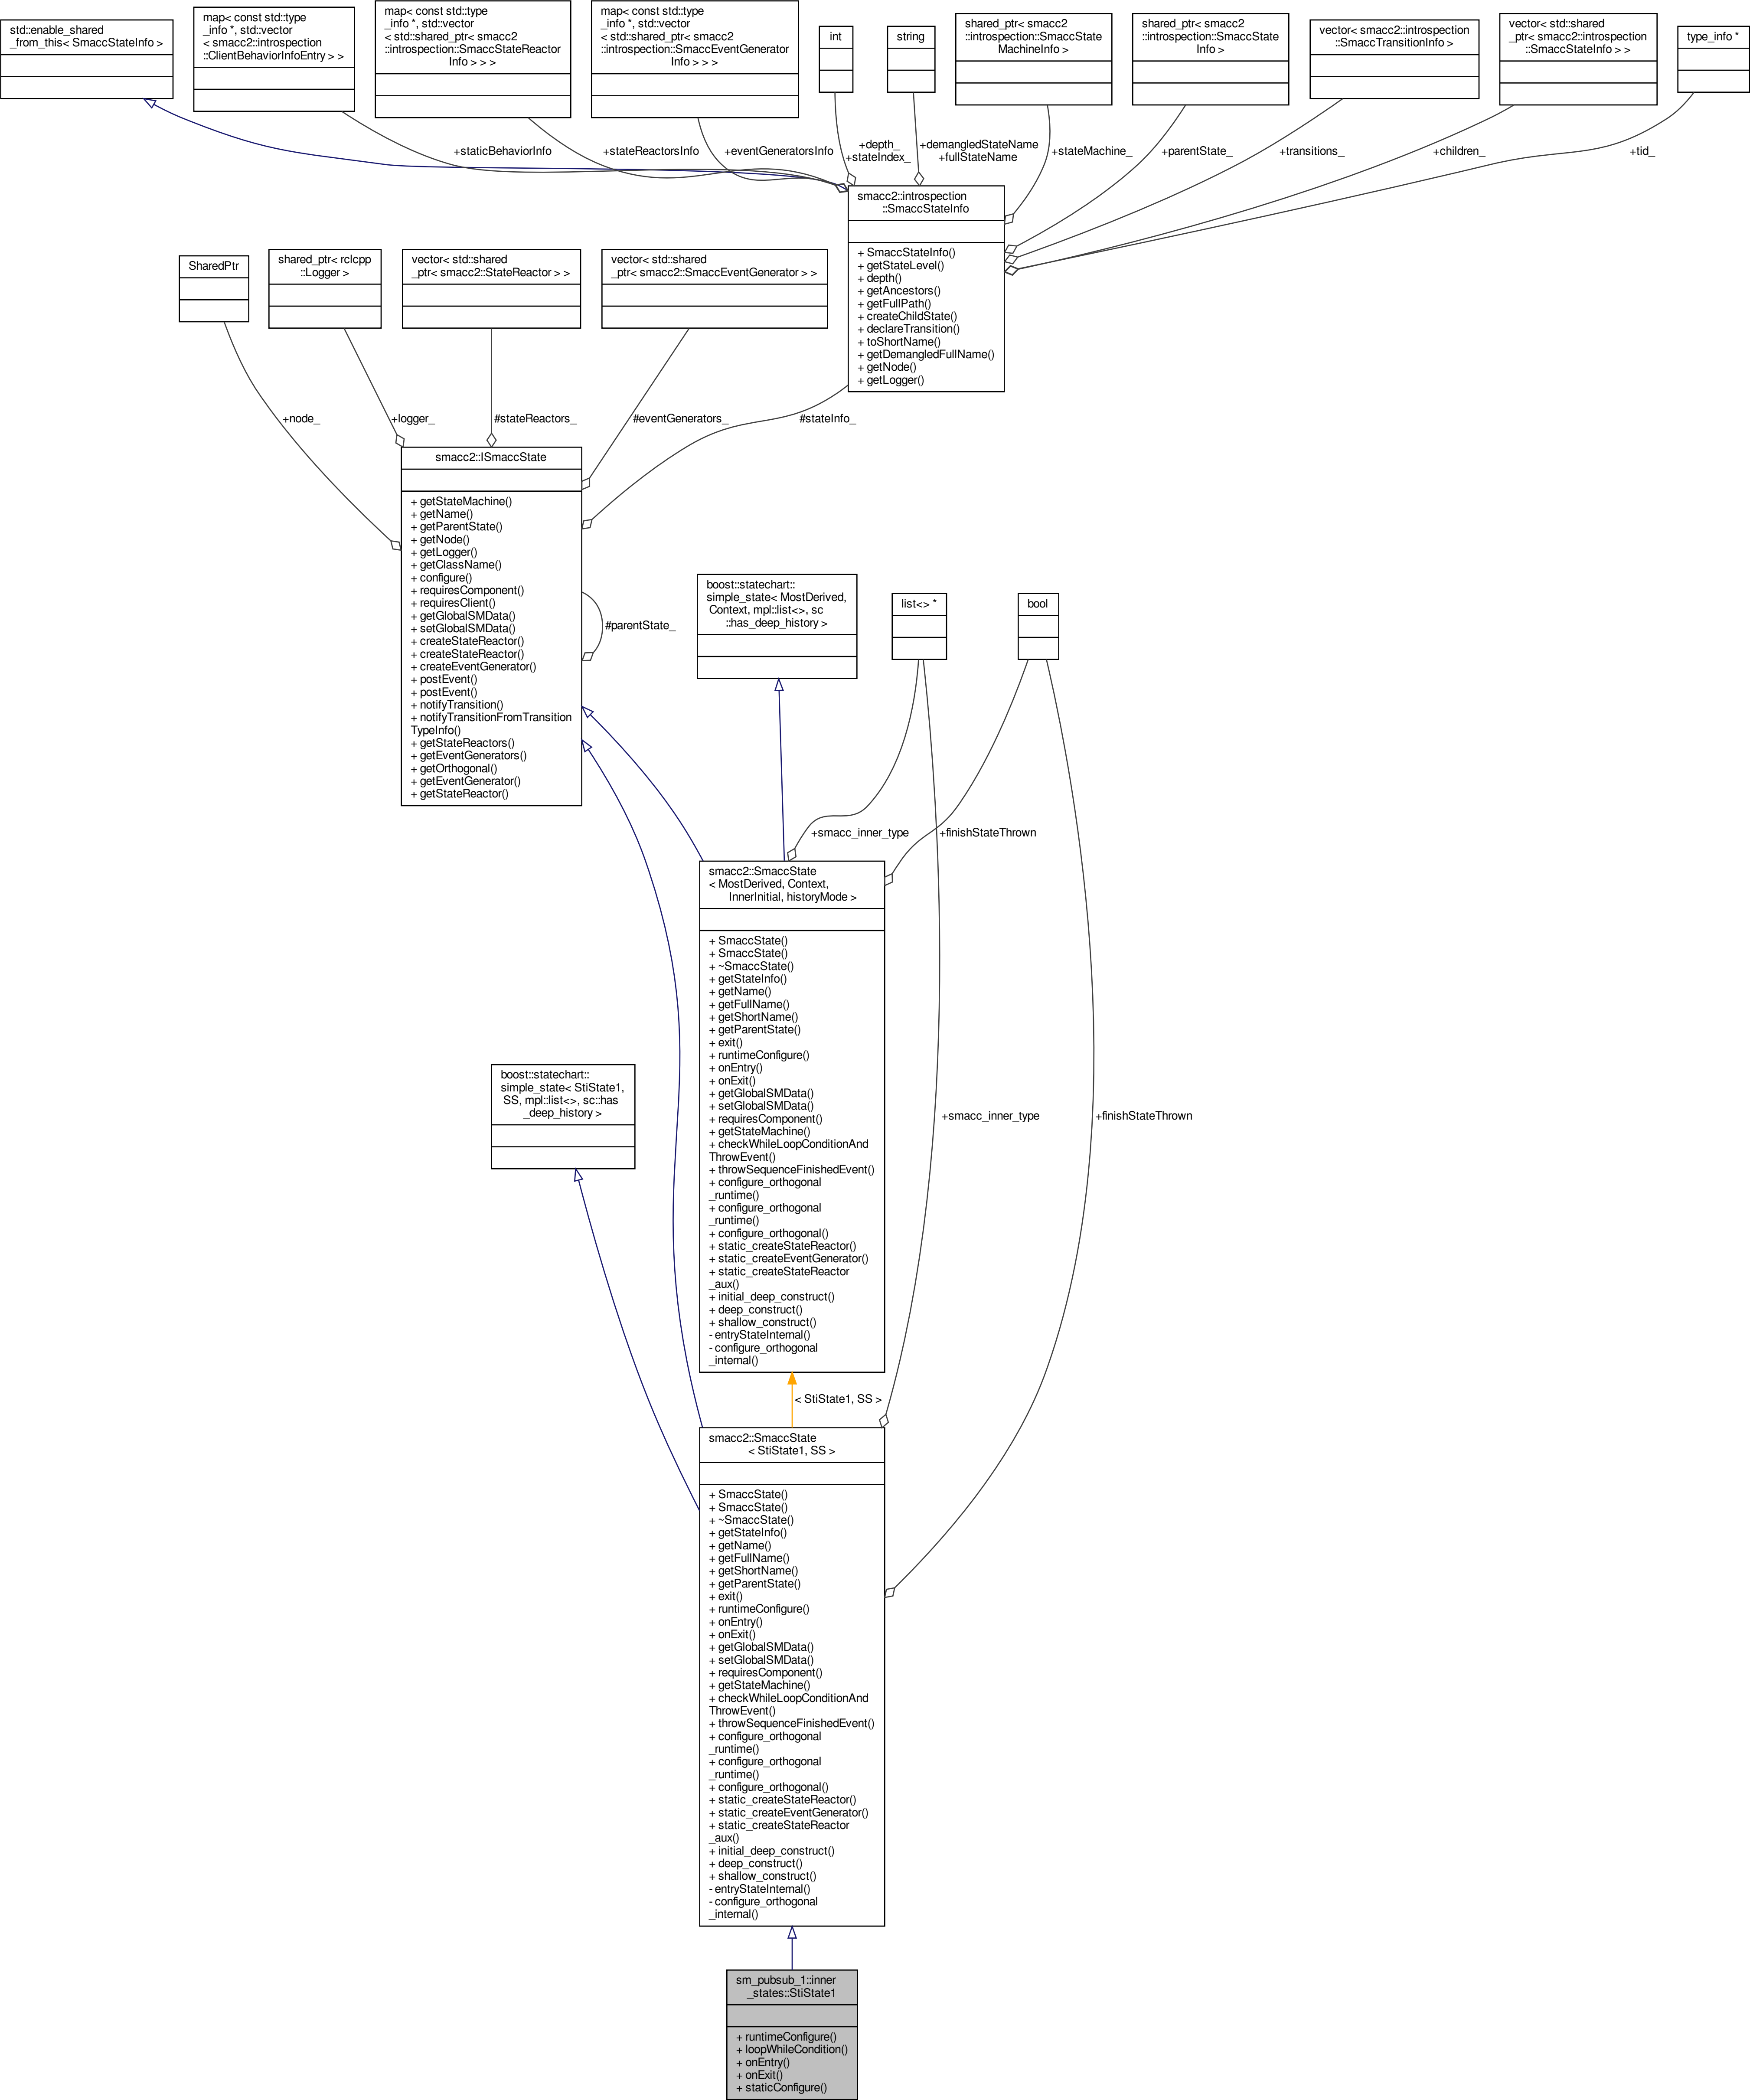 std::enable_shared
_from_this< SmaccStateInfo >
map< const std::type
_info *, std::vector
< smacc2::introspection
::ClientBehaviorInfoEntry > >
map< const std::type
_info *, std::vector
< std::shared_ptr< smacc2
::introspection::SmaccStateReactor
Info > > >
map< const std::type
_info *, std::vector
< std::shared_ptr< smacc2
::introspection::SmaccEventGenerator
Info > > >
int
string
shared_ptr< smacc2
::introspection::SmaccState
MachineInfo >
shared_ptr< smacc2
::introspection::SmaccState
Info >
vector< smacc2::introspection
::SmaccTransitionInfo >
vector< std::shared
_ptr< smacc2::introspection
::SmaccStateInfo > >
type_info *
+staticBehaviorInfo
+stateReactorsInfo
+eventGeneratorsInfo
+depth_
+stateIndex_
+demangledStateName
+fullStateName
+stateMachine_
+parentState_
+transitions_
+children_
+tid_
smacc2::introspection
::SmaccStateInfo
+ SmaccStateInfo()
+ getStateLevel()
+ depth()
+ getAncestors()
+ getFullPath()
+ createChildState()
+ declareTransition()
+ toShortName()
+ getDemangledFullName()
+ getNode()
+ getLogger()
SharedPtr
shared_ptr< rclcpp
::Logger >
vector< std::shared
_ptr< smacc2::StateReactor > >
vector< std::shared
_ptr< smacc2::SmaccEventGenerator > >
+node_
+logger_
#stateReactors_
#eventGenerators_
#stateInfo_
smacc2::ISmaccState
+ getStateMachine()
+ getName()
+ getParentState()
+ getNode()
+ getLogger()
+ getClassName()
+ configure()
+ requiresComponent()
+ requiresClient()
+ getGlobalSMData()
+ setGlobalSMData()
+ createStateReactor()
+ createStateReactor()
+ createEventGenerator()
+ postEvent()
+ postEvent()
+ notifyTransition()
+ notifyTransitionFromTransition
TypeInfo()
+ getStateReactors()
+ getEventGenerators()
+ getOrthogonal()
+ getEventGenerator()
+ getStateReactor()
#parentState_
boost::statechart::
simple_state< MostDerived,
Context, mpl::list<>, sc
::has_deep_history >
list<> *
bool
+smacc_inner_type
+finishStateThrown
smacc2::SmaccState
< MostDerived, Context,
InnerInitial, historyMode >
+ SmaccState()
+ SmaccState()
+ ~SmaccState()
+ getStateInfo()
+ getName()
+ getFullName()
+ getShortName()
+ getParentState()
+ exit()
+ runtimeConfigure()
+ onEntry()
+ onExit()
+ getGlobalSMData()
+ setGlobalSMData()
+ requiresComponent()
+ getStateMachine()
+ checkWhileLoopConditionAnd
ThrowEvent()
+ throwSequenceFinishedEvent()
+ configure_orthogonal
_runtime()
+ configure_orthogonal
_runtime()
+ configure_orthogonal()
+ static_createStateReactor()
+ static_createEventGenerator()
+ static_createStateReactor
_aux()
+ initial_deep_construct()
+ deep_construct()
+ shallow_construct()
- entryStateInternal()
- configure_orthogonal
_internal()
boost::statechart::
simple_state< StiState1,
SS, mpl::list<>, sc::has
_deep_history >
+smacc_inner_type
+finishStateThrown
< StiState1, SS >
smacc2::SmaccState
< StiState1, SS >
+ SmaccState()
+ SmaccState()
+ ~SmaccState()
+ getStateInfo()
+ getName()
+ getFullName()
+ getShortName()
+ getParentState()
+ exit()
+ runtimeConfigure()
+ onEntry()
+ onExit()
+ getGlobalSMData()
+ setGlobalSMData()
+ requiresComponent()
+ getStateMachine()
+ checkWhileLoopConditionAnd
ThrowEvent()
+ throwSequenceFinishedEvent()
+ configure_orthogonal
_runtime()
+ configure_orthogonal
_runtime()
+ configure_orthogonal()
+ static_createStateReactor()
+ static_createEventGenerator()
+ static_createStateReactor
_aux()
+ initial_deep_construct()
+ deep_construct()
+ shallow_construct()
- entryStateInternal()
- configure_orthogonal
_internal()
sm_pubsub_1::inner
_states::StiState1
+ runtimeConfigure()
+ loopWhileCondition()
+ onEntry()
+ onExit()
+ staticConfigure()